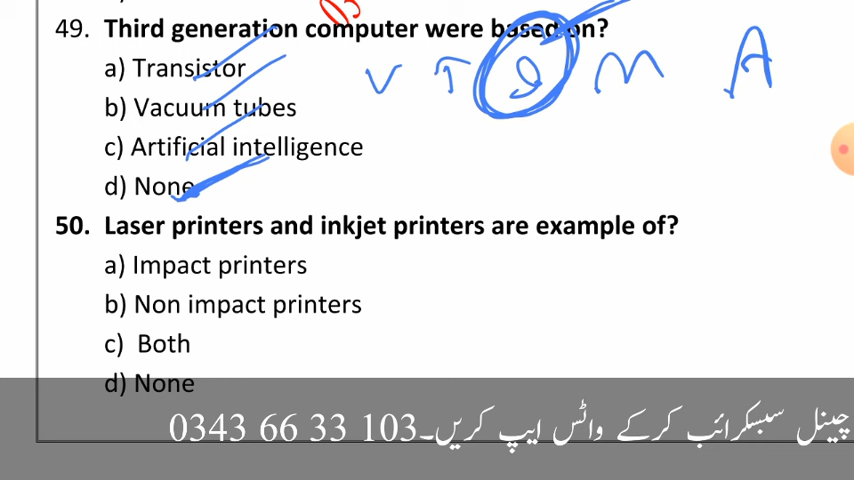 49. Third generation computer were based on?
V T I M A
a) Transistor
b) Vacuum tubes
c) Artificial intelligence
d) None
50. Laser printers and inkjet printers are example of?
a) Impact printers
b) Non impact printers
c) Both
d) None
چینل سبسکرائب کرکے واٹس ایپ کریں۔0343 66 33 103